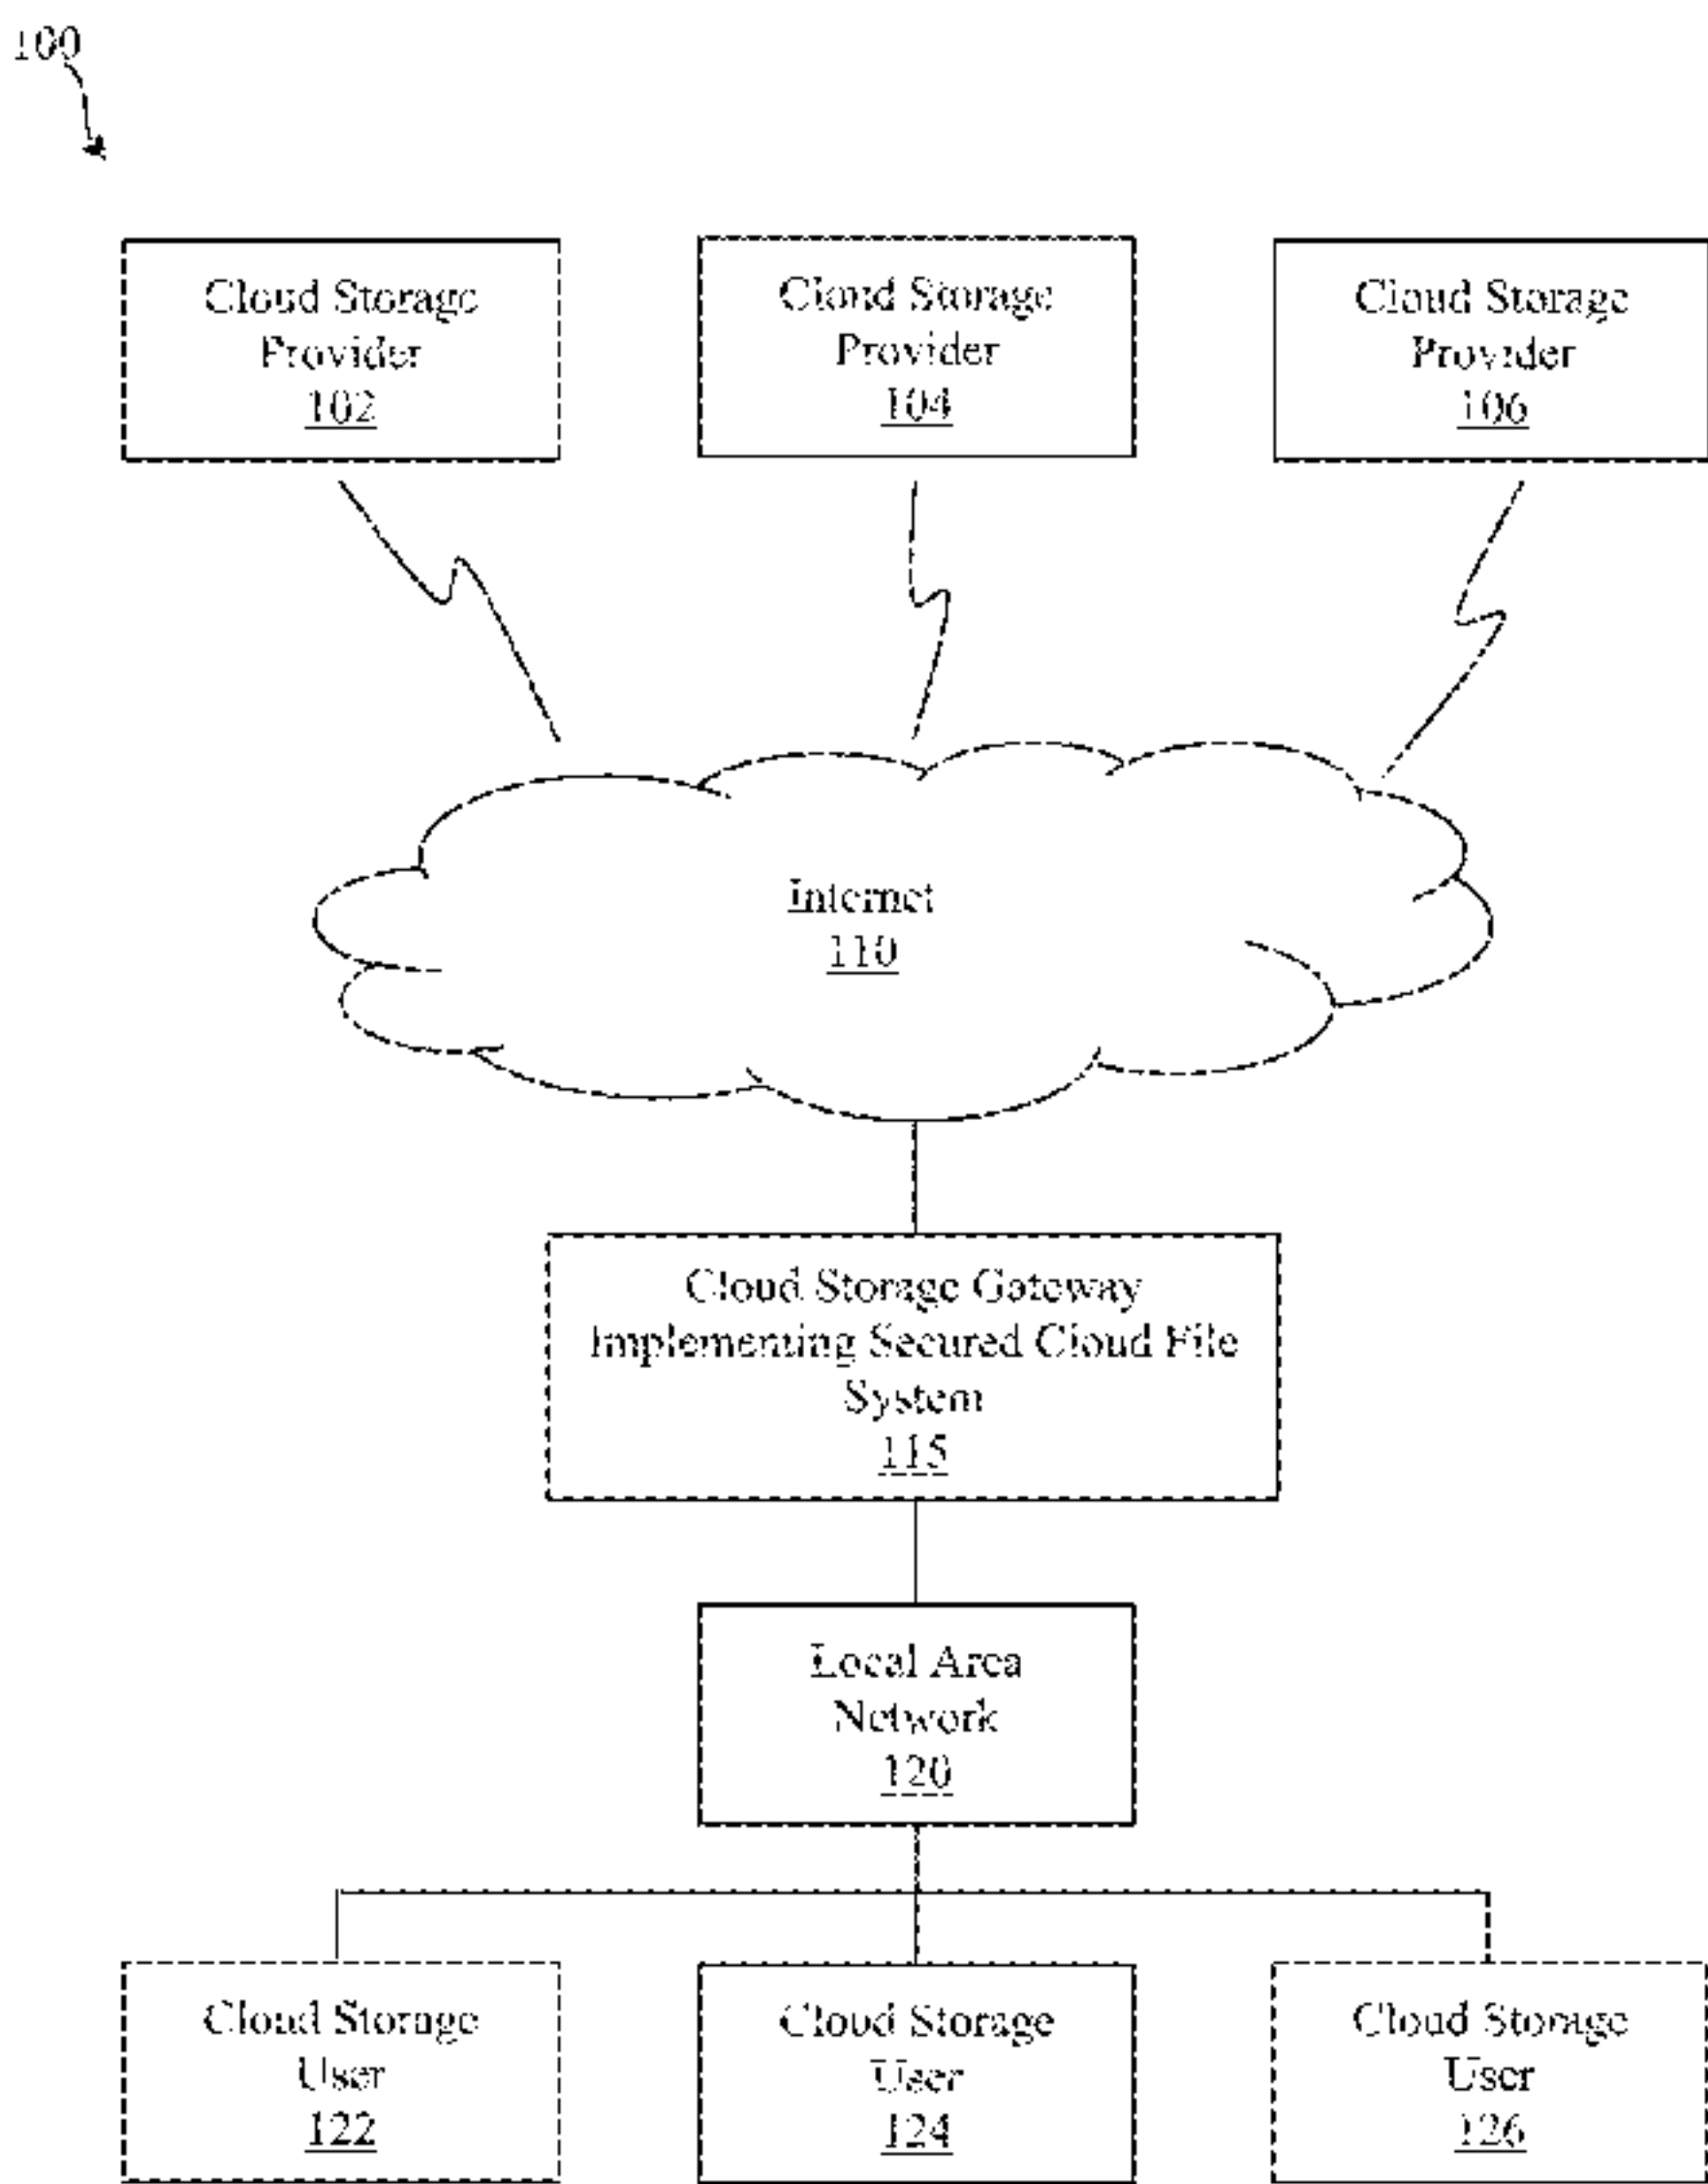 100
Cloud Storage
Provider
102
Cloud Storage
Provider
104
Cloud Storage
Provider
106
Internet
110
Cloud Storage Gateway
Implementing Secured Cloud File
System
115
Local Area
Network
120
Cloud Storage
User
122
Cloud Storage
User
124
Cloud Storage
User
126